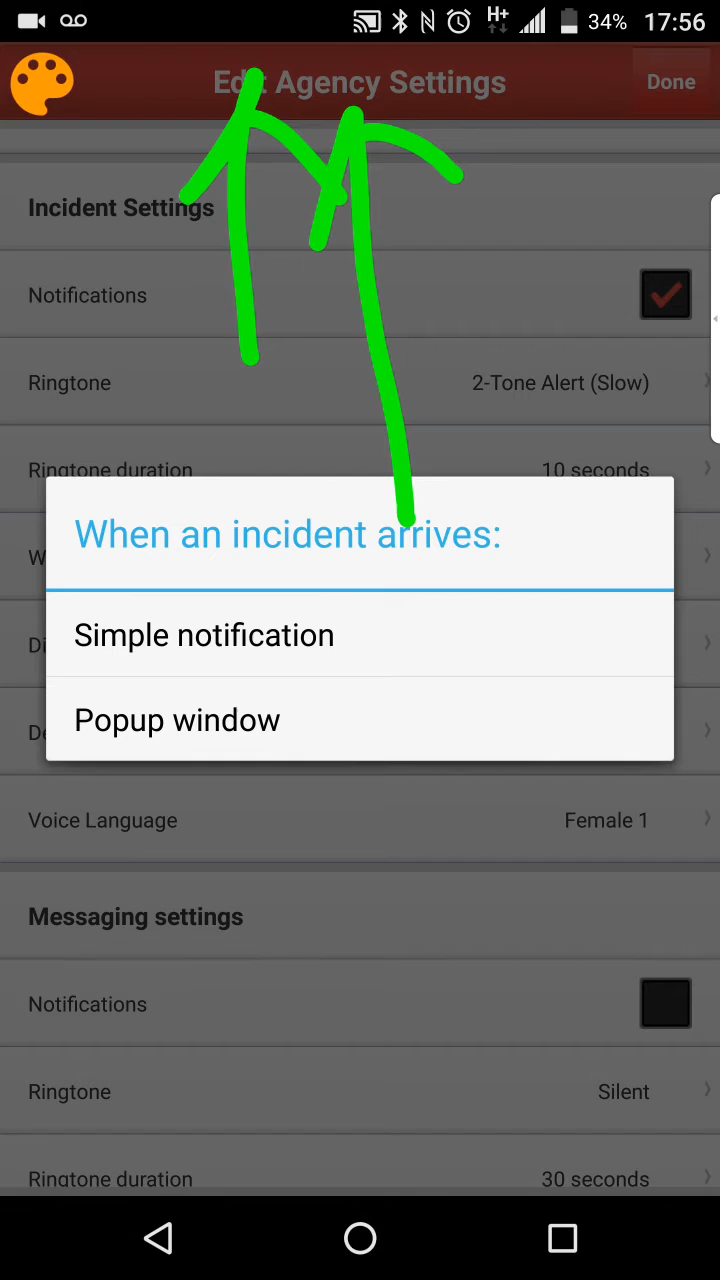 H+ 34% 17:56
Edit Agency Settings Done
Incident Settings
Notifications
Ringtone 2-Tone Alert (Slow)
Ringtone duration 10 seconds
W
When an incident arrives:
Di
Simple notification
De
Popup window
Voice Language Female 1
Messaging settings
Notifications
Ringtone Silent
Ringtone duration 30 seconds